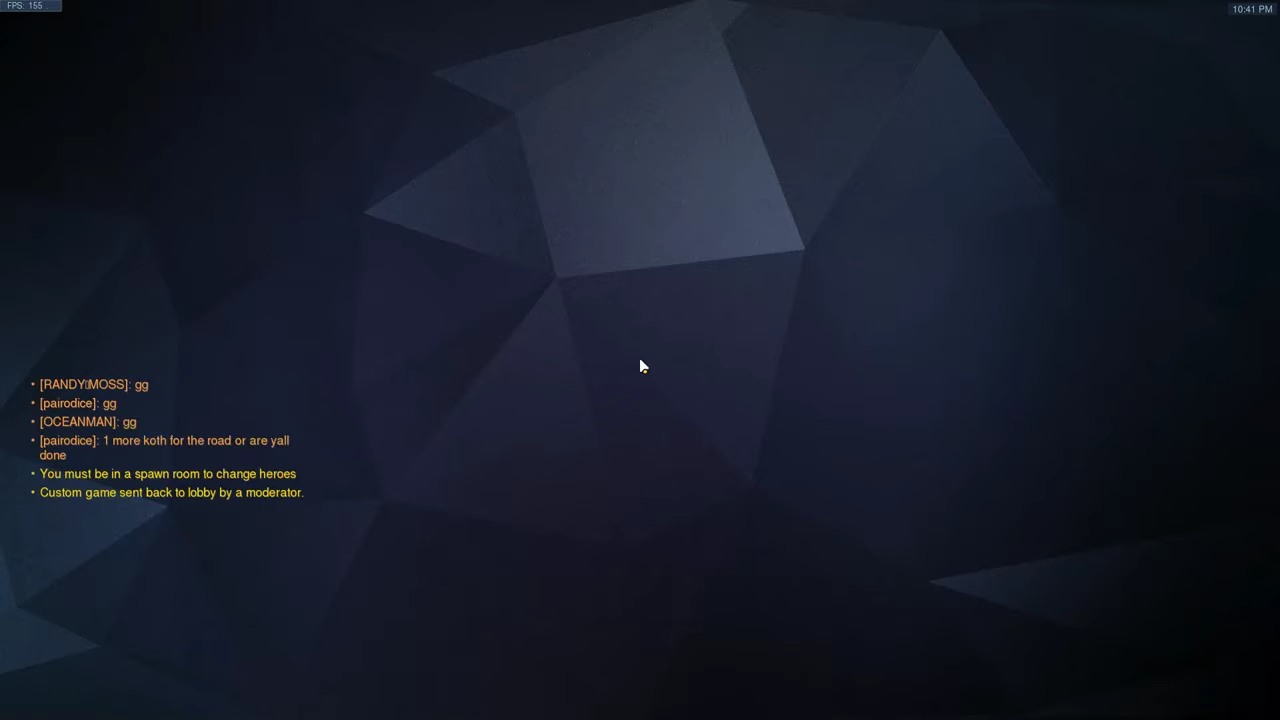 FPS: 155
10:41 PM
• [RANDY▯MOSS]: gg
• [pairodice]: gg
• [OCEANMAN]: gg
• [pairodice]: 1 more koth for the road or are yall
done
• You must be in a spawn room to change heroes
• Custom game sent back to lobby by a moderator.